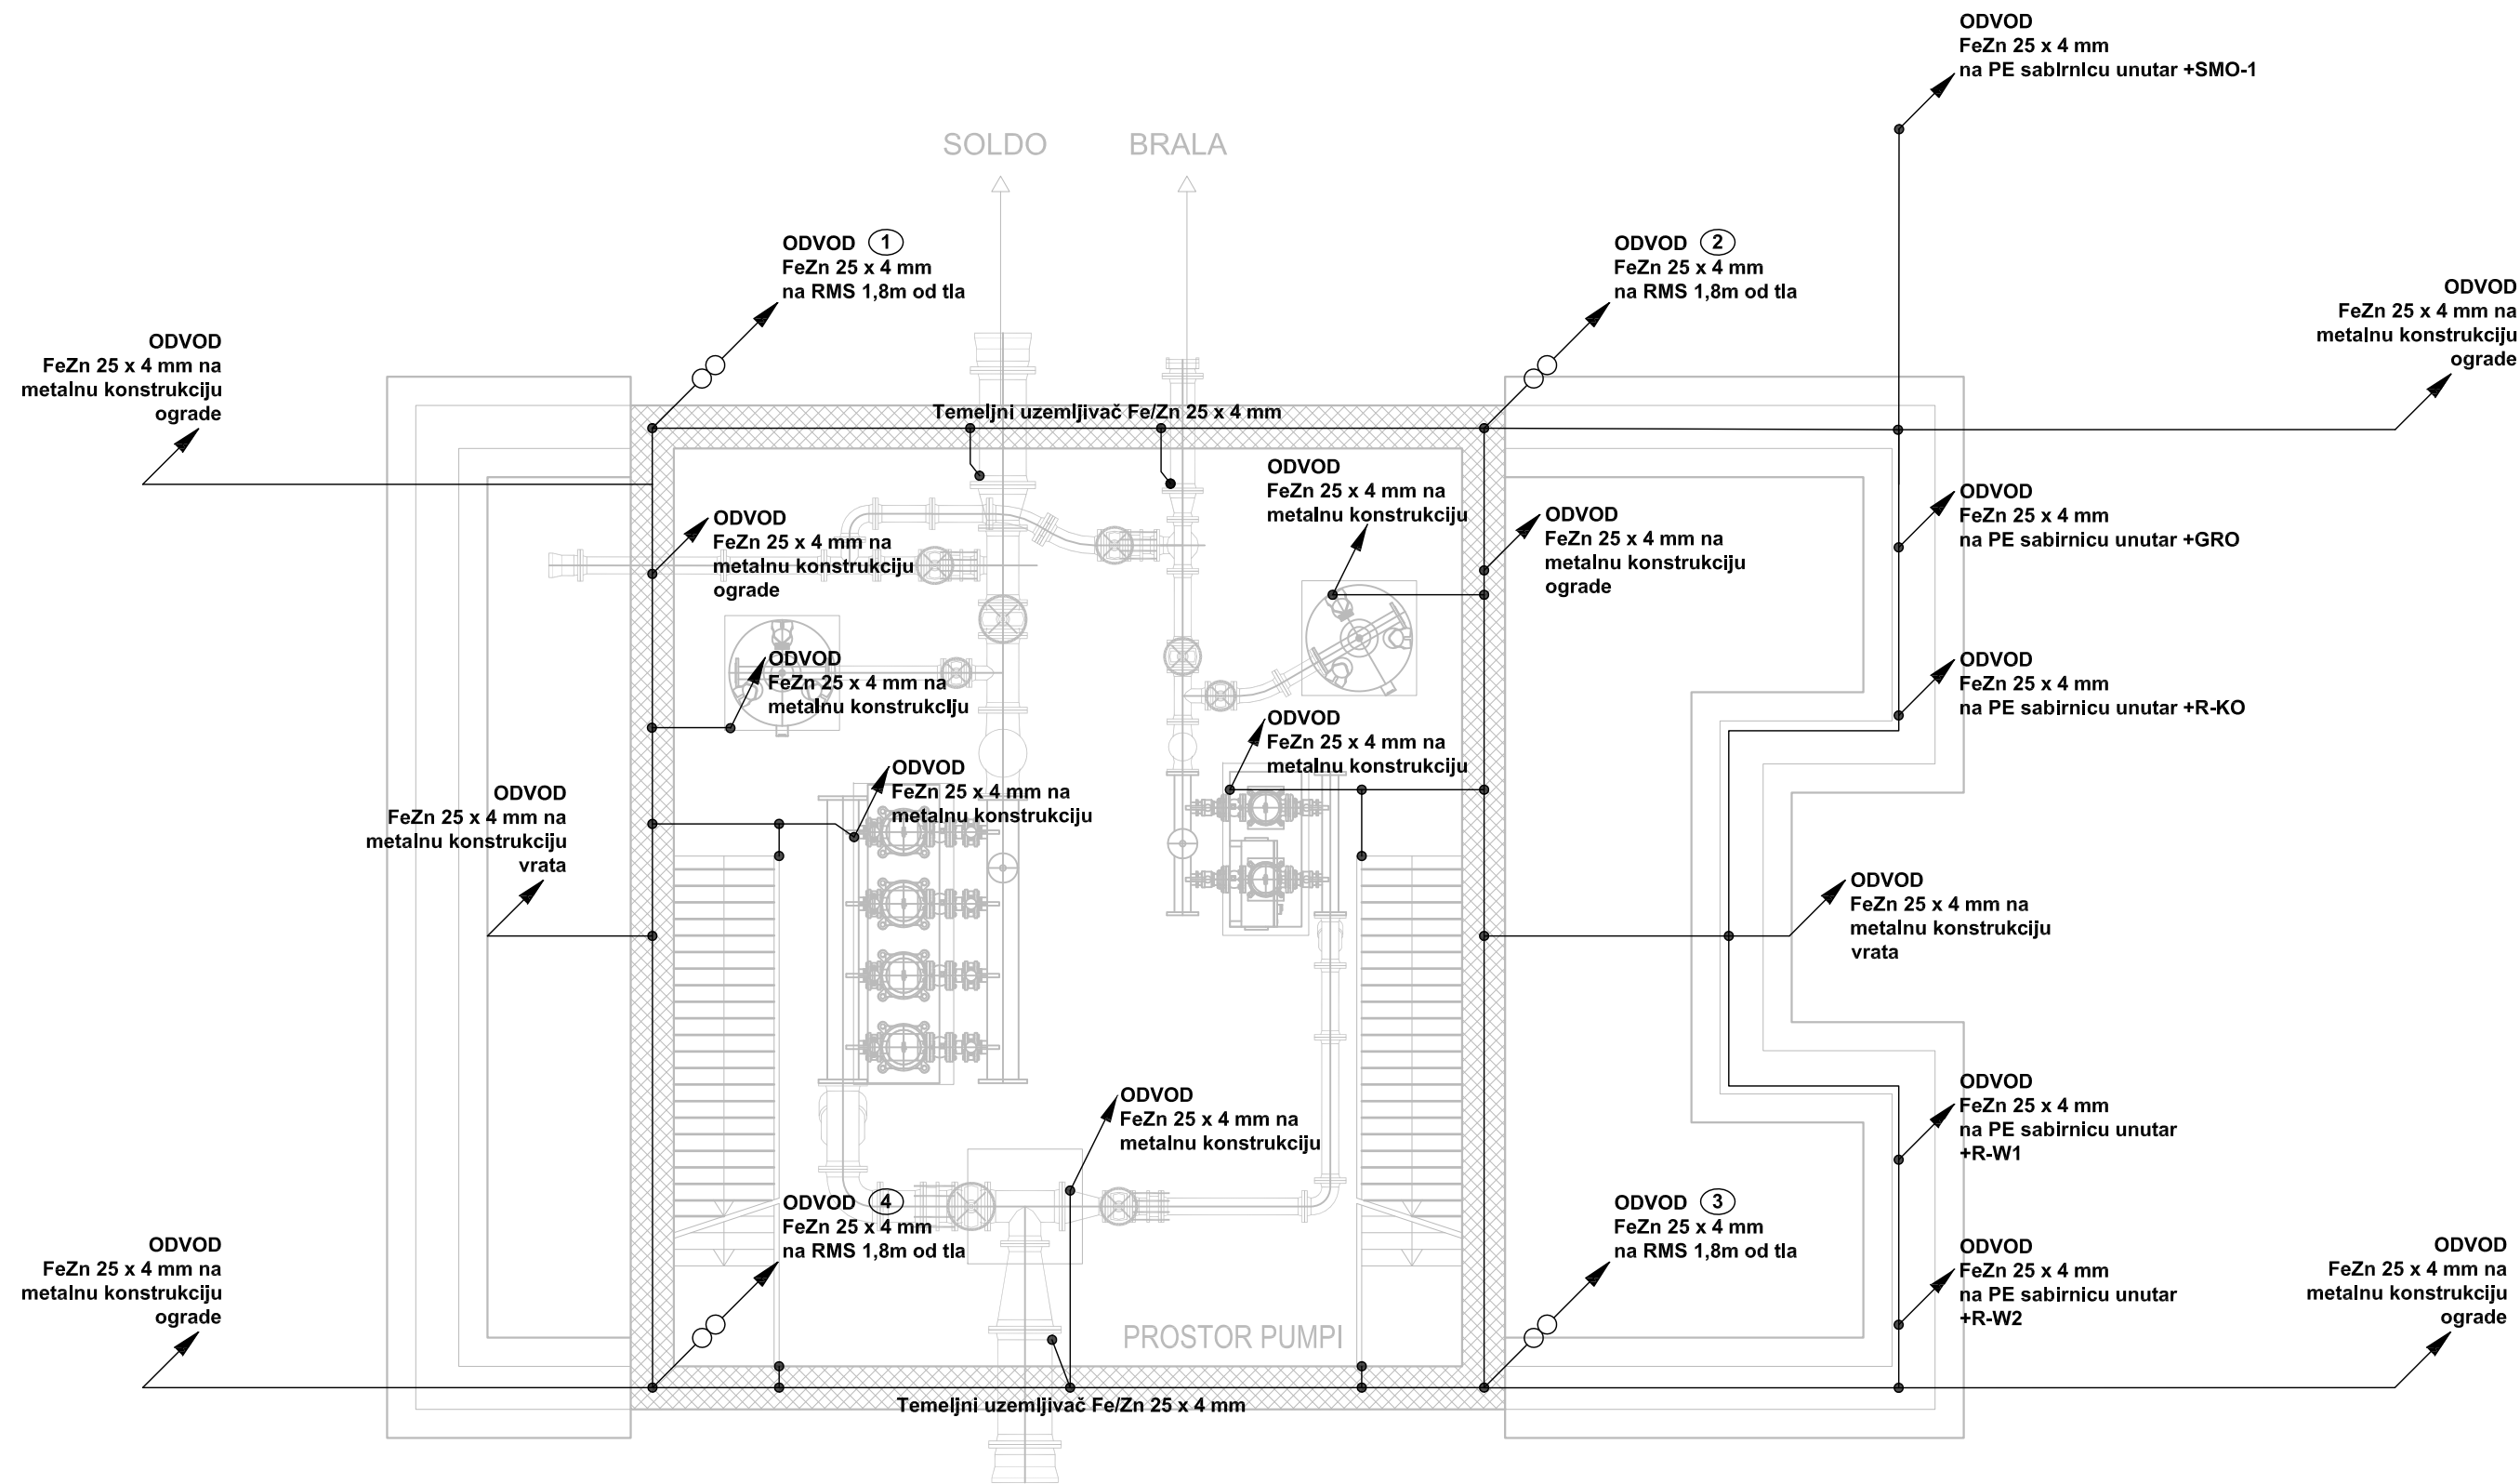 ODVOD
FeZn 25 x 4 mm
na PE sabirnicu unutar +SMO-1
SOLDO
BRALA
ODVOD 1
FeZn 25 x 4 mm
na RMS 1,8m od tla
ODVOD 2
FeZn 25 x 4 mm
na RMS 1,8m od tla
ODVOD
FeZn 25 x 4 mm na
metalnu konstrukciju
ograde
ODVOD
FeZn 25 x 4 mm na
metalnu konstrukciju
ograde
Temeljni uzemljivač Fe/Zn 25 x 4 mm
ODVOD
FeZn 25 x 4 mm na
metalnu konstrukciju
ODVOD
FeZn 25 x 4 mm
na PE sabirnicu unutar +GRO
ODVOD
FeZn 25 x 4 mm na
metalnu konstrukciju
ograde
ODVOD
FeZn 25 x 4 mm na
metalnu konstrukciju
ograde
ODVOD
FeZn 25 x 4 mm na
metalnu konstrukciju
ODVOD
FeZn 25 x 4 mm
na PE sabirnicu unutar +R-KO
ODVOD
FeZn 25 x 4 mm na
metalnu konstrukciju
ODVOD
FeZn 25 x 4 mm na
metalnu konstrukciju
ODVOD
FeZn 25 x 4 mm na
metalnu konstrukciju
vrata
ODVOD
FeZn 25 x 4 mm na
metalnu konstrukciju
vrata
ODVOD
FeZn 25 x 4 mm na
metalnu konstrukciju
ODVOD
FeZn 25 x 4 mm
na PE sabirnicu unutar
+R-W1
ODVOD 4
FeZn 25 x 4 mm
na RMS 1,8m od tla
ODVOD 3
FeZn 25 x 4 mm
na RMS 1,8m od tla
ODVOD
FeZn 25 x 4 mm na
metalnu konstrukciju
ograde
ODVOD
FeZn 25 x 4 mm
na PE sabirnicu unutar
+R-W2
ODVOD
FeZn 25 x 4 mm na
metalnu konstrukciju
ograde
PROSTOR PUMPI
Temeljni uzemljivač Fe/Zn 25 x 4 mm